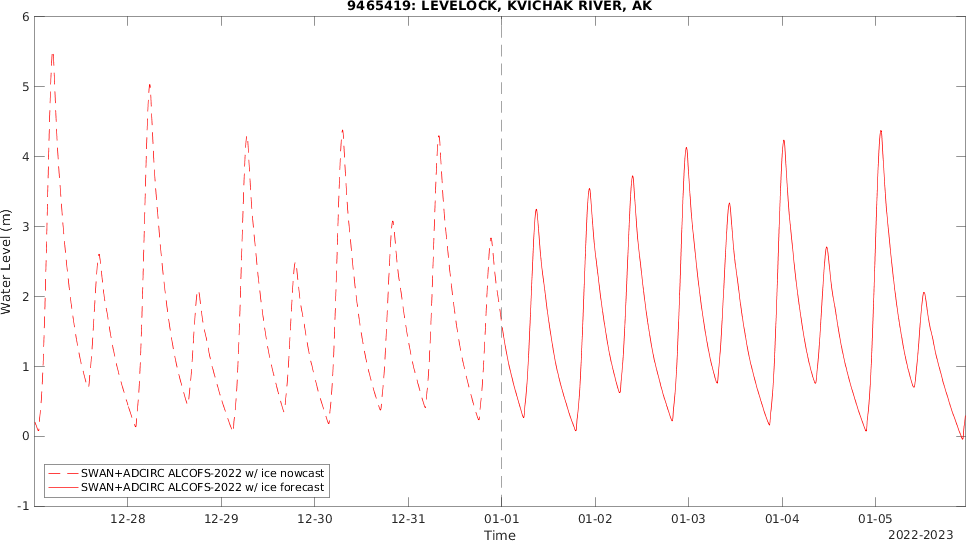 9465419: LEVELOCK, KVICHAK RIVER, AK
6
5
4
3
2
1
0
-1
Water Level (m)
SWAN+ADCIRC ALCOFS-2022 w/ ice nowcast
SWAN+ADCIRC ALCOFS-2022 w/ ice forecast
12-28 12-29 12-30 12-31 01-01 01-02 01-03 01-04 01-05
Time
2022-2023